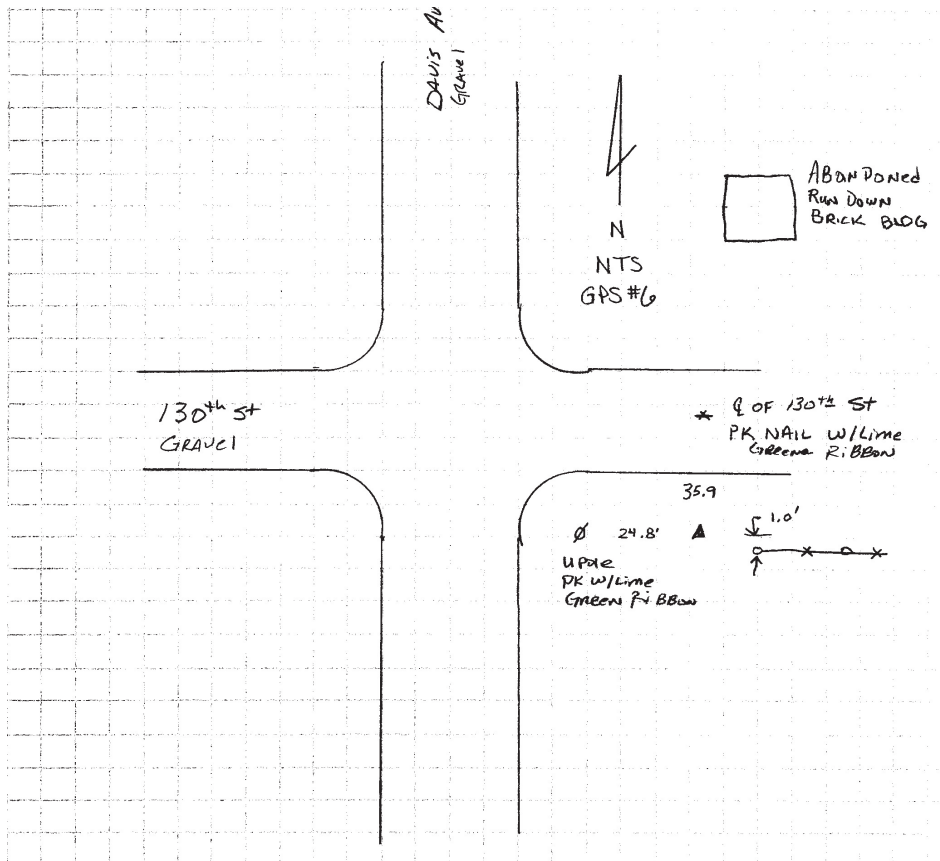 DAVIS AV
GRAVEL
N
NTS
GPS #6
ABANDONED
RUN DOWN
BRICK BLDG
130th St
GRAVEL
℄ OF 130th St
PK NAIL W/Lime
GREEN RiBBON
35.9
24.8'
1.0'
UPOLE
PK W/Lime
GREEN RiBBON